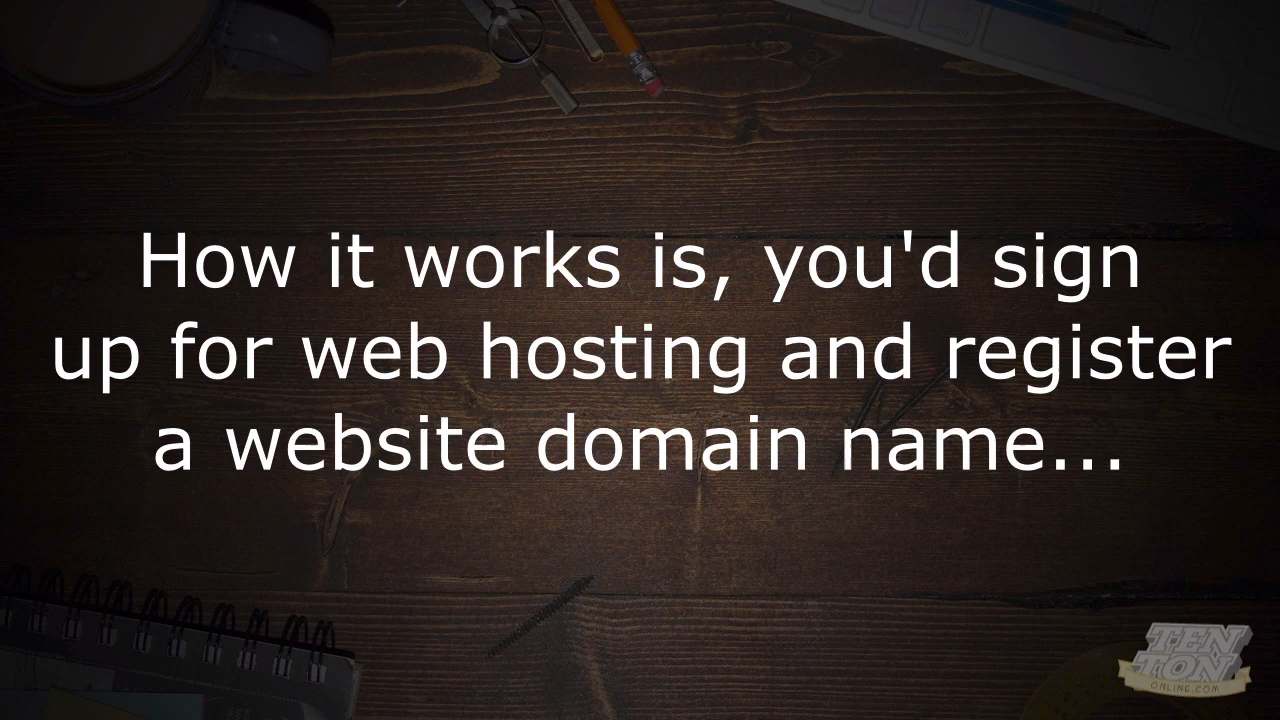 How it works is, you'd sign
up for web hosting and register
a website domain name...
TEN
TON
ONLINE.COM